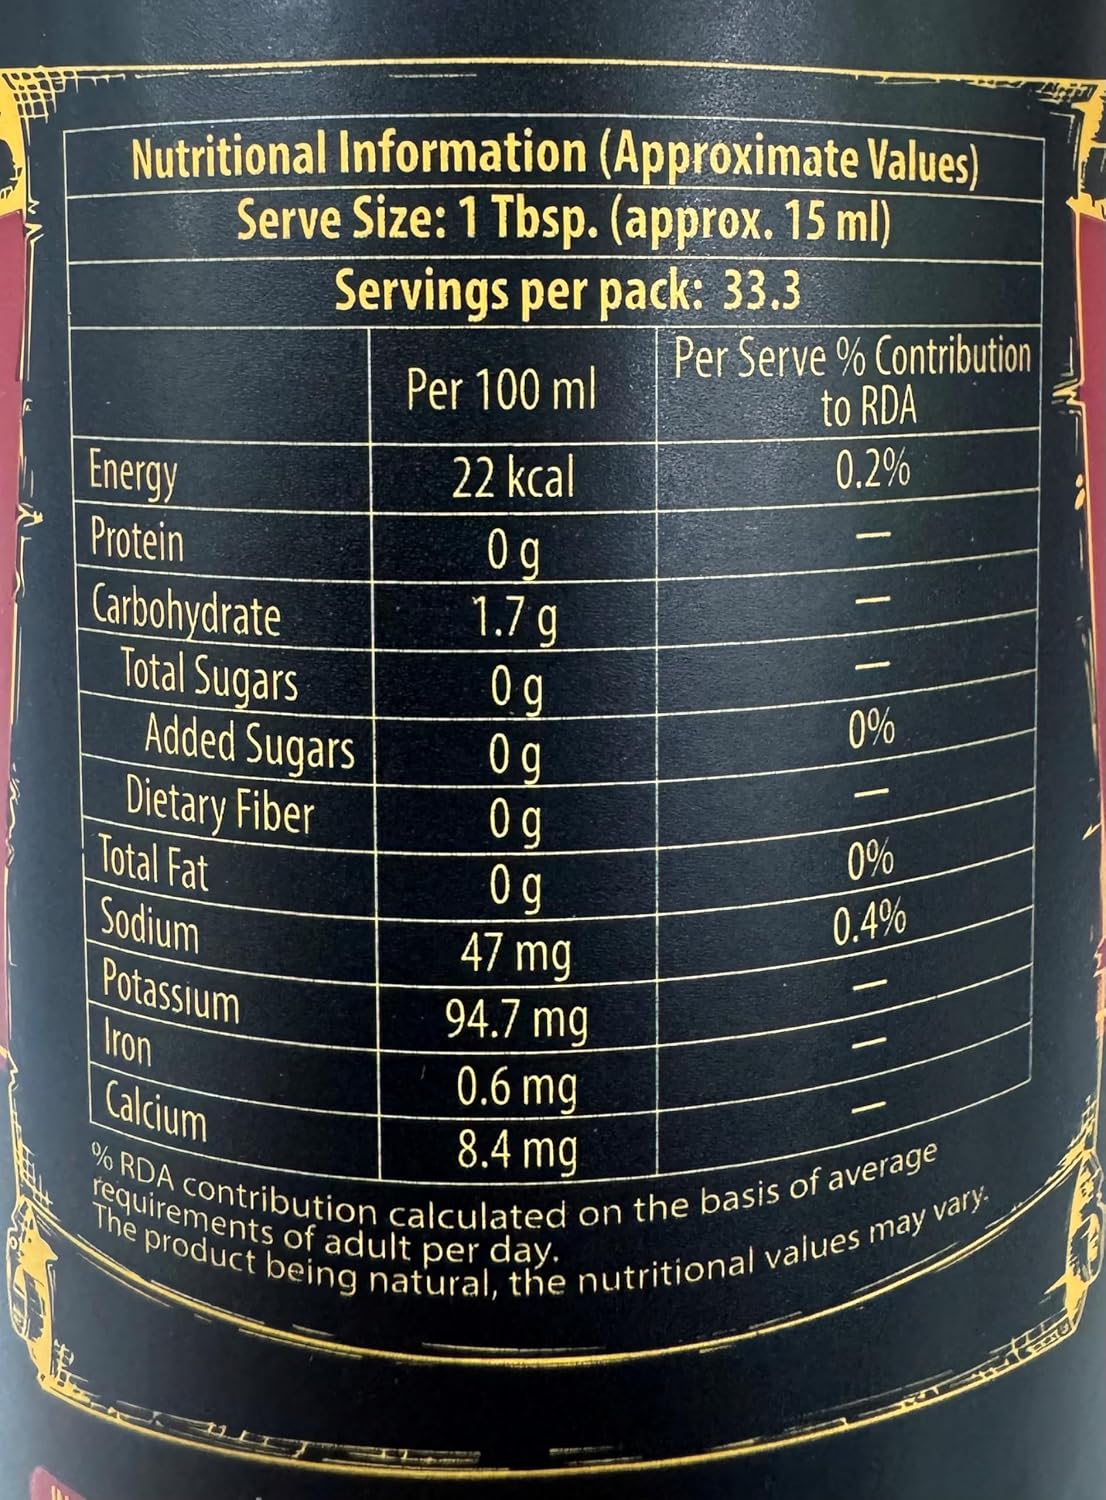 Nutritional Information (Approximate Values)
Serve Size: 1 Tbsp. (approx. 15 ml)
Servings per pack: 33.3
Per 100 ml Per Serve % Contribution to RDA
Energy 22 kcal 0.2%
Protein 0 g —
Carbohydrate 1.7 g —
Total Sugars 0 g —
Added Sugars 0 g 0%
Dietary Fiber 0 g —
Total Fat 0 g 0%
Sodium 47 mg 0.4%
Potassium 94.7 mg —
Iron 0.6 mg —
Calcium 8.4 mg —
% RDA contribution calculated on the basis of average
requirements of adult per day.
The product being natural, the nutritional values may vary.